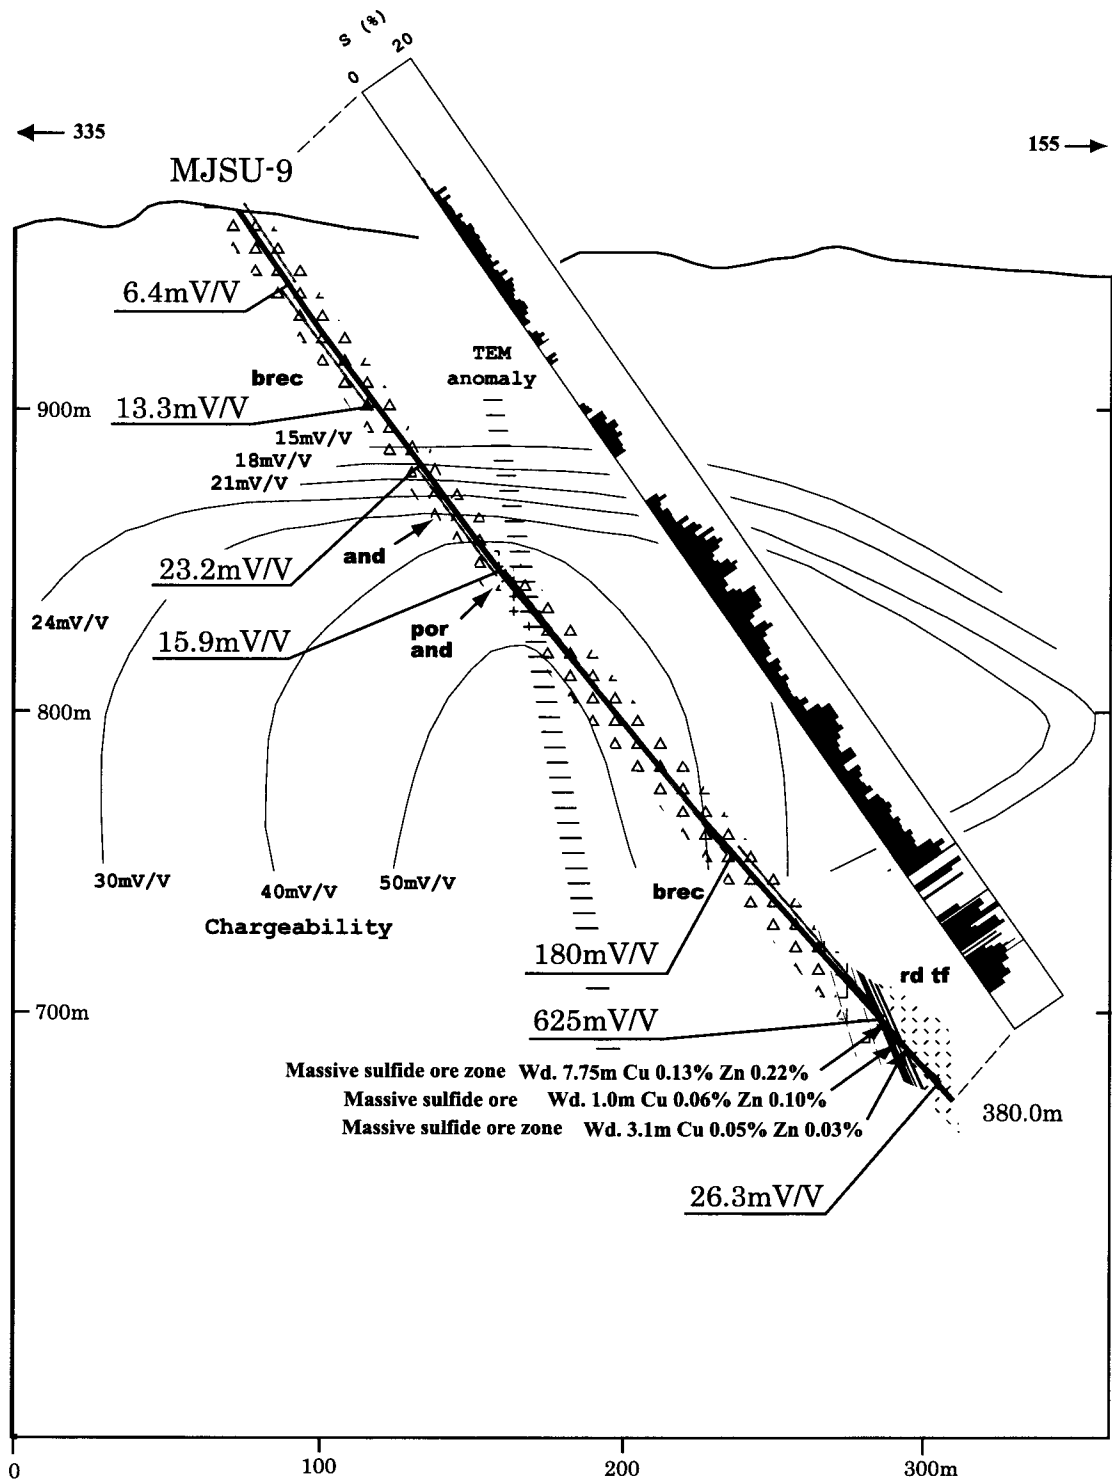 S (%)
0 20
335
155
MJSU-9
6.4mV/V
TEM
anomaly
brec
13.3mV/V
900m
15mV/V
18mV/V
21mV/V
and
23.2mV/V
24mV/V
15.9mV/V
por
and
800m
30mV/V
40mV/V
50mV/V
brec
Chargeability
180mV/V
rd tf
700m
625mV/V
Massive sulfide ore zone Wd. 7.75m Cu 0.13% Zn 0.22%
Massive sulfide ore Wd. 1.0m Cu 0.06% Zn 0.10%
Massive sulfide ore zone Wd. 3.1m Cu 0.05% Zn 0.03%
380.0m
26.3mV/V
0 100 200 300m